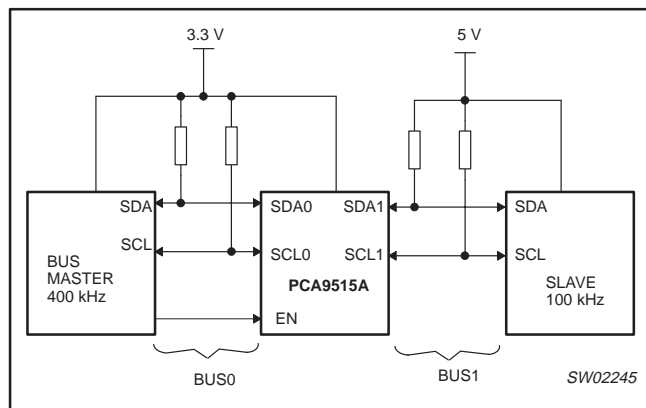 3.3 V
5 V
SDA
SCL
BUS
MASTER
400 kHz
SDA0
SCL0
EN
SDA1
SCL1
PCA9515A
SDA
SCL
SLAVE
100 kHz
BUS0
BUS1
SW02245